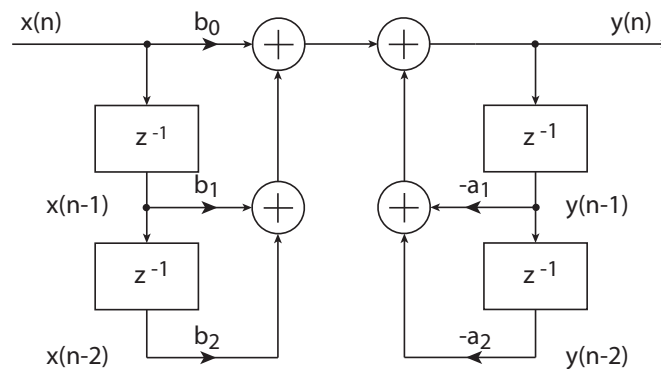 x(n) b0 y(n)
z-1 z-1
x(n-1) b1 -a1 y(n-1)
z-1 z-1
x(n-2) b2 -a2 y(n-2)